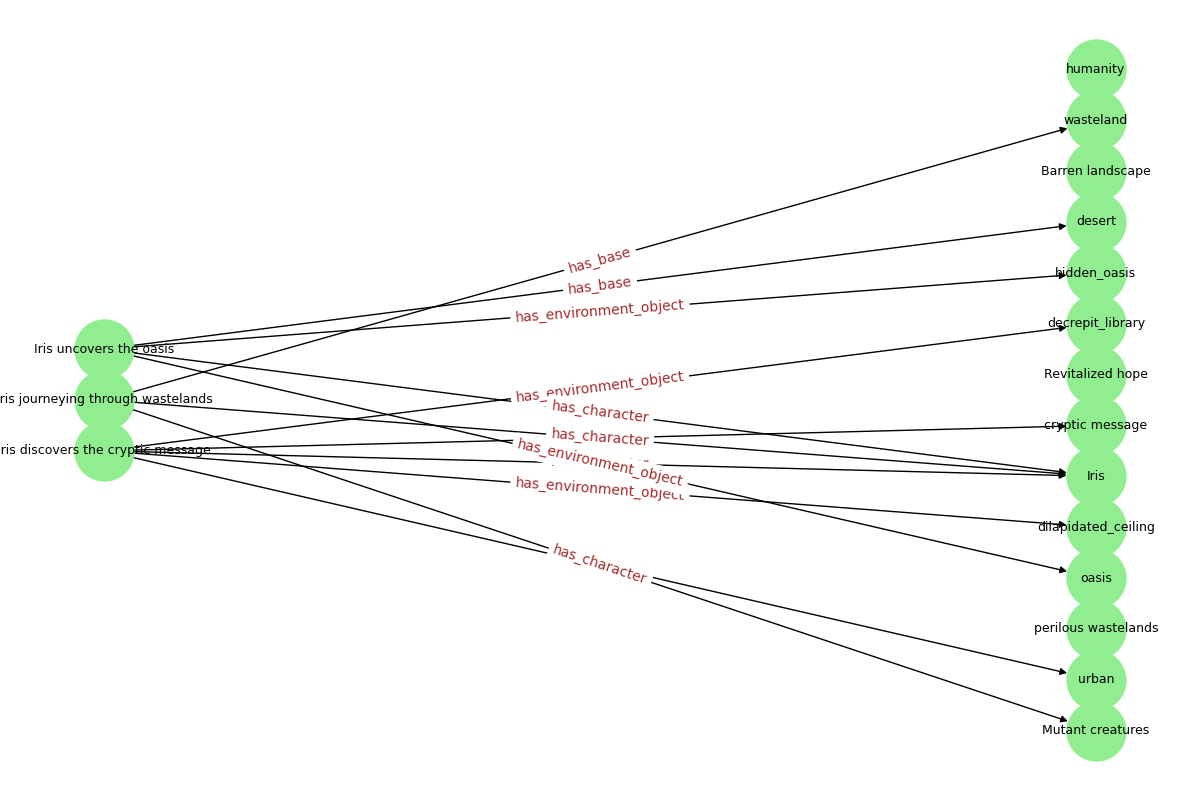 humanity
wasteland
Barren landscape
desert
hidden_oasis
decrepit_library
Revitalized hope
cryptic message
Iris
dilapidated_ceiling
oasis
perilous wastelands
urban
Mutant creatures
Iris uncovers the oasis
ris journeying through wastelands
ris discovers the cryptic message
has_base
has_base
has_environment_object
has_environment_object
has_character
has_character
has_environment_object
has_environment_object
has_character